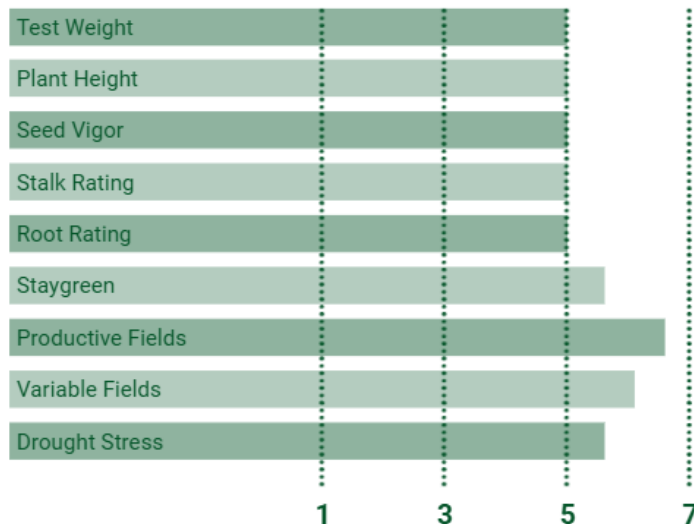 Test Weight
Plant Height
Seed Vigor
Stalk Rating
Root Rating
Staygreen
Productive Fields
Variable Fields
Drought Stress
1 3 5 7